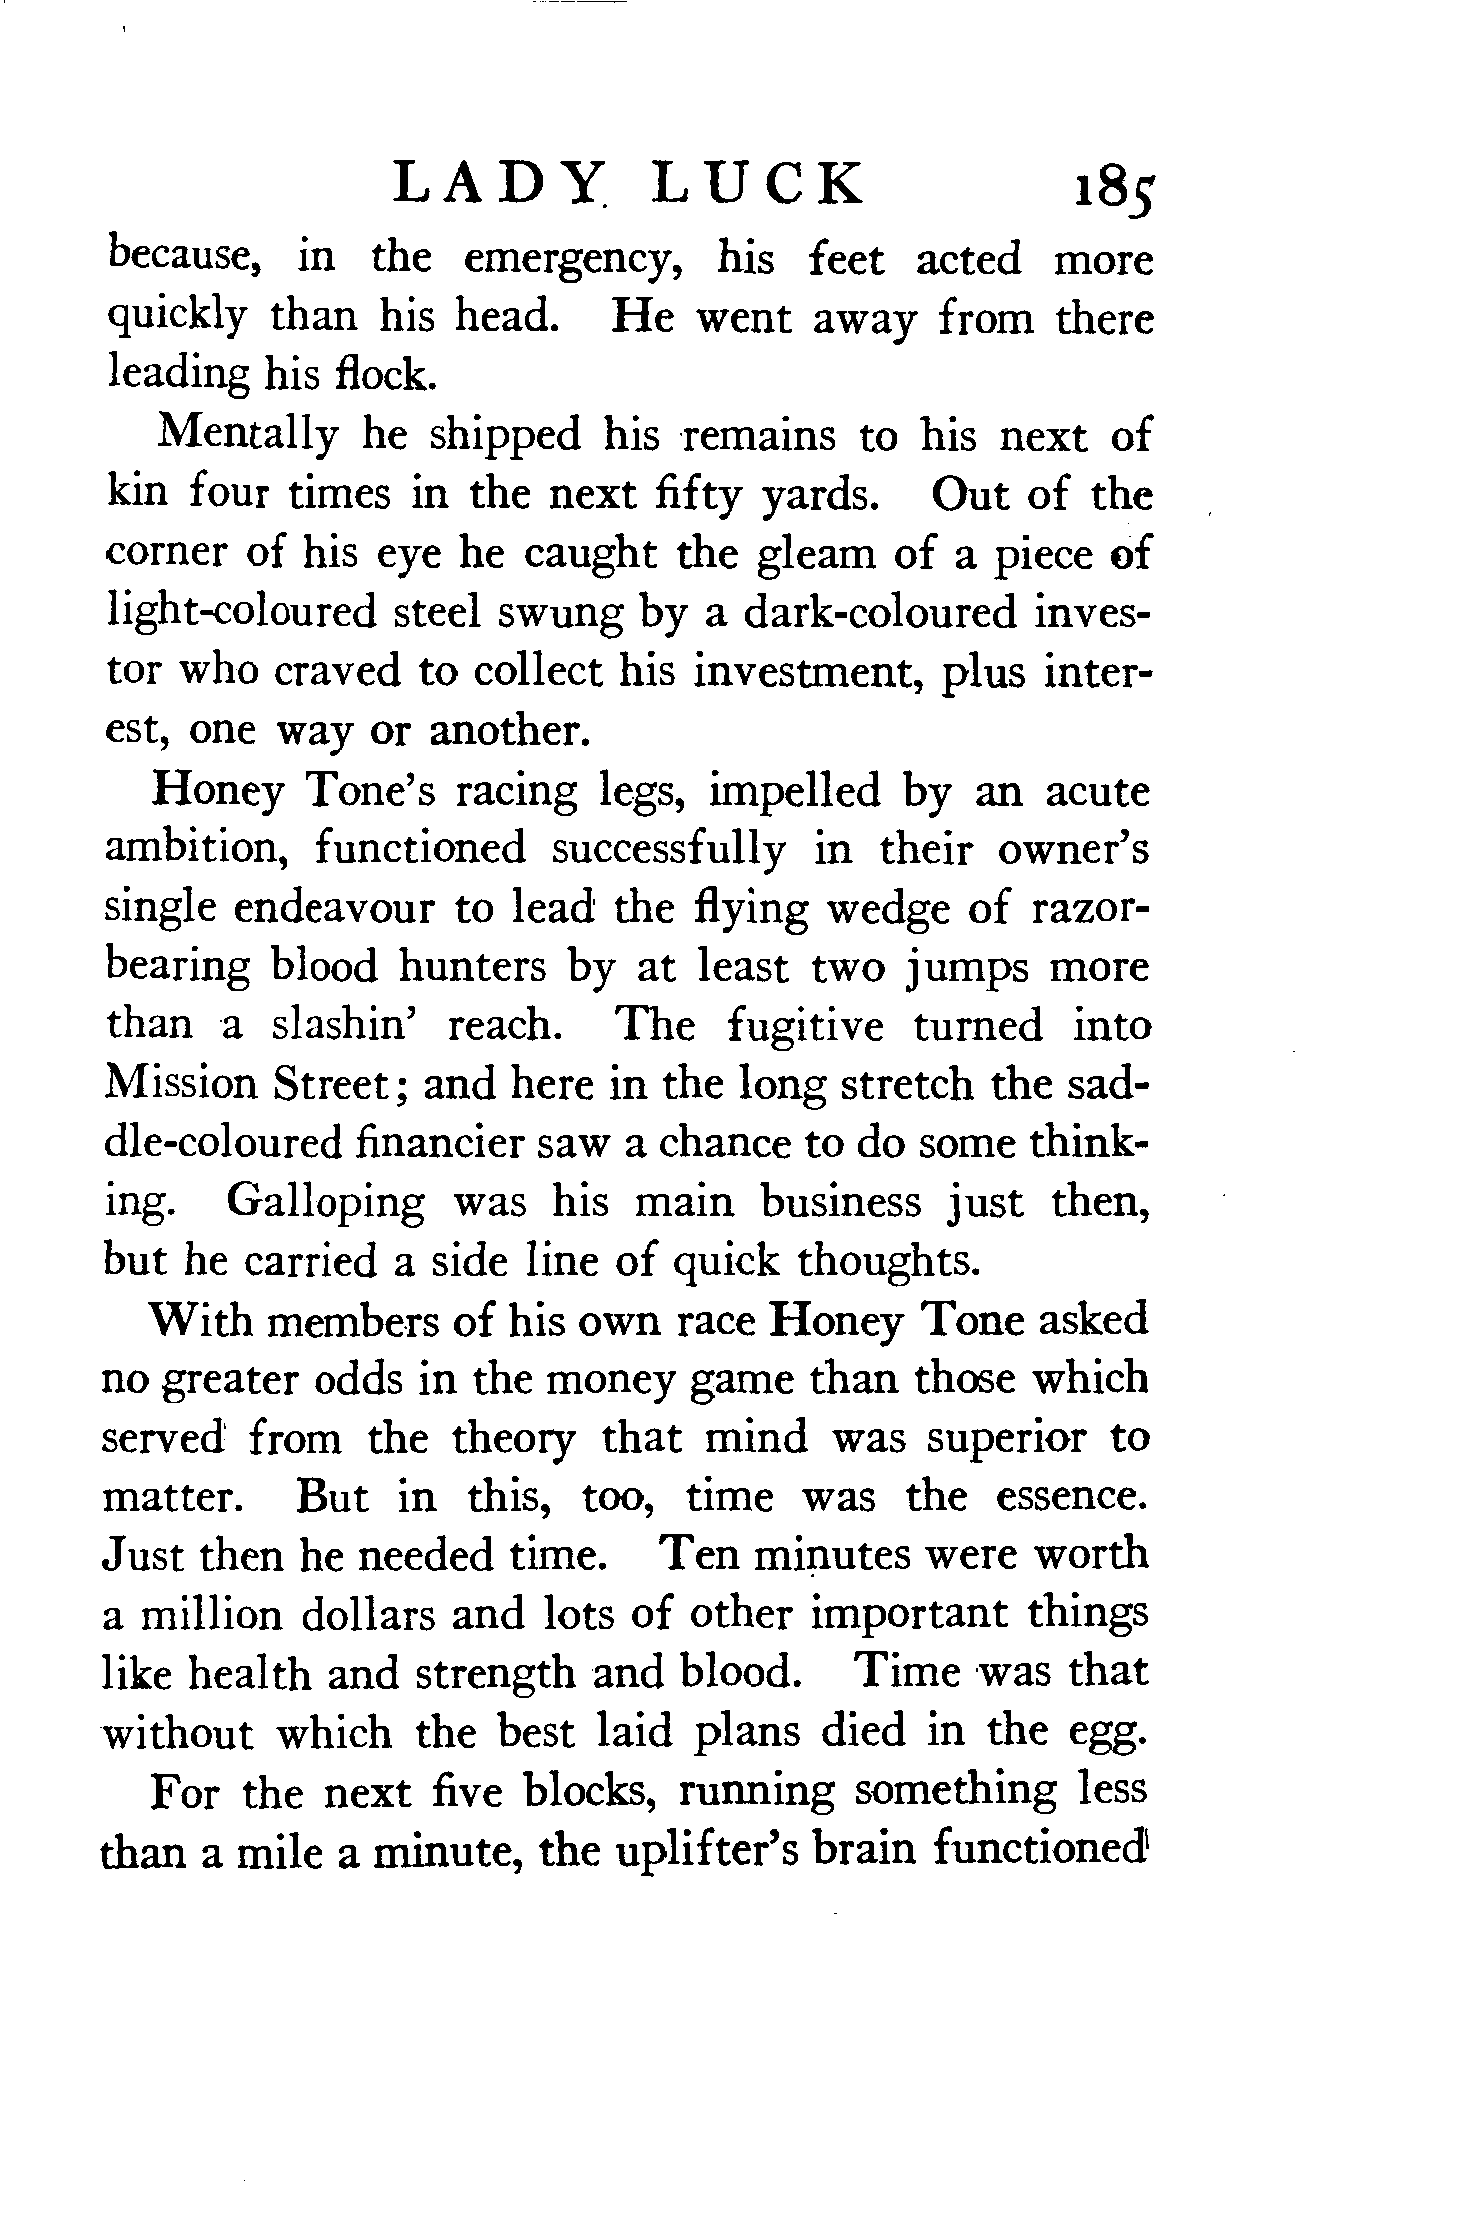 LADY LUCK 185
because, in the emergency, his feet acted more
quickly than his head. He went away from there
leading his flock.
Mentally he shipped his remains to his next of
kin four times in the next fifty yards. Out of the
corner of his eye he caught the gleam of a piece of
light-coloured steel swung by a dark-coloured inves-
tor who craved to collect his investment, plus inter-
est, one way or another.
Honey Tone's racing legs, impelled by an acute
ambition, functioned successfully in their owner's
single endeavour to lead the flying wedge of razor-
bearing blood hunters by at least two jumps more
than a slashin' reach. The fugitive turned into
Mission Street; and here in the long stretch the sad-
dle-coloured financier saw a chance to do some think-
ing. Galloping was his main business just then,
but he carried a side line of quick thoughts.
With members of his own race Honey Tone asked
no greater odds in the money game than those which
served from the theory that mind was superior to
matter. But in this, too, time was the essence.
Just then he needed time. Ten minutes were worth
a million dollars and lots of other important things
like health and strength and blood. Time was that
without which the best laid plans died in the egg.
For the next five blocks, running something less
than a mile a minute, the uplifter's brain functioned